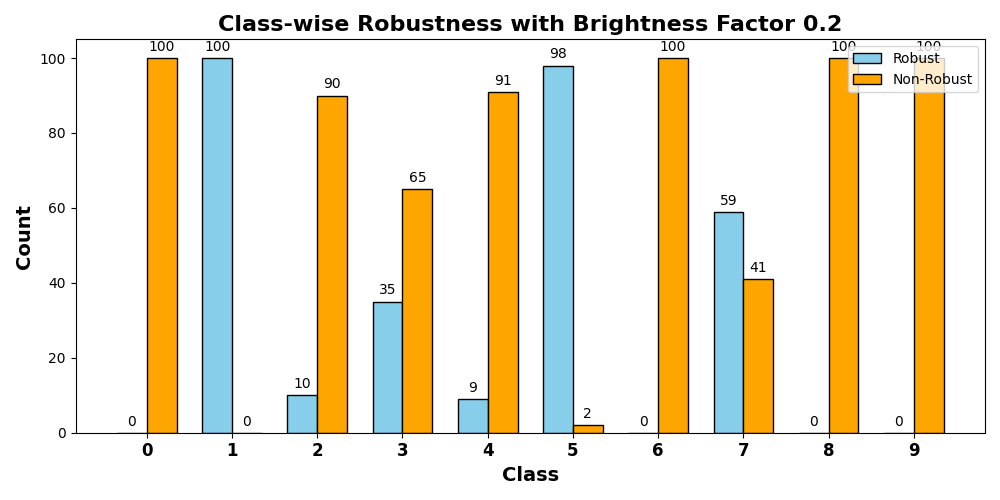 Class-wise Robustness with Brightness Factor 0.2
Robust
Non-Robust
Count
100
80
60
40
20
0
0 100
100 0
10 90
35 65
9 91
98 2
0 100
59 41
0 100
0 100
0 1 2 3 4 5 6 7 8 9
Class